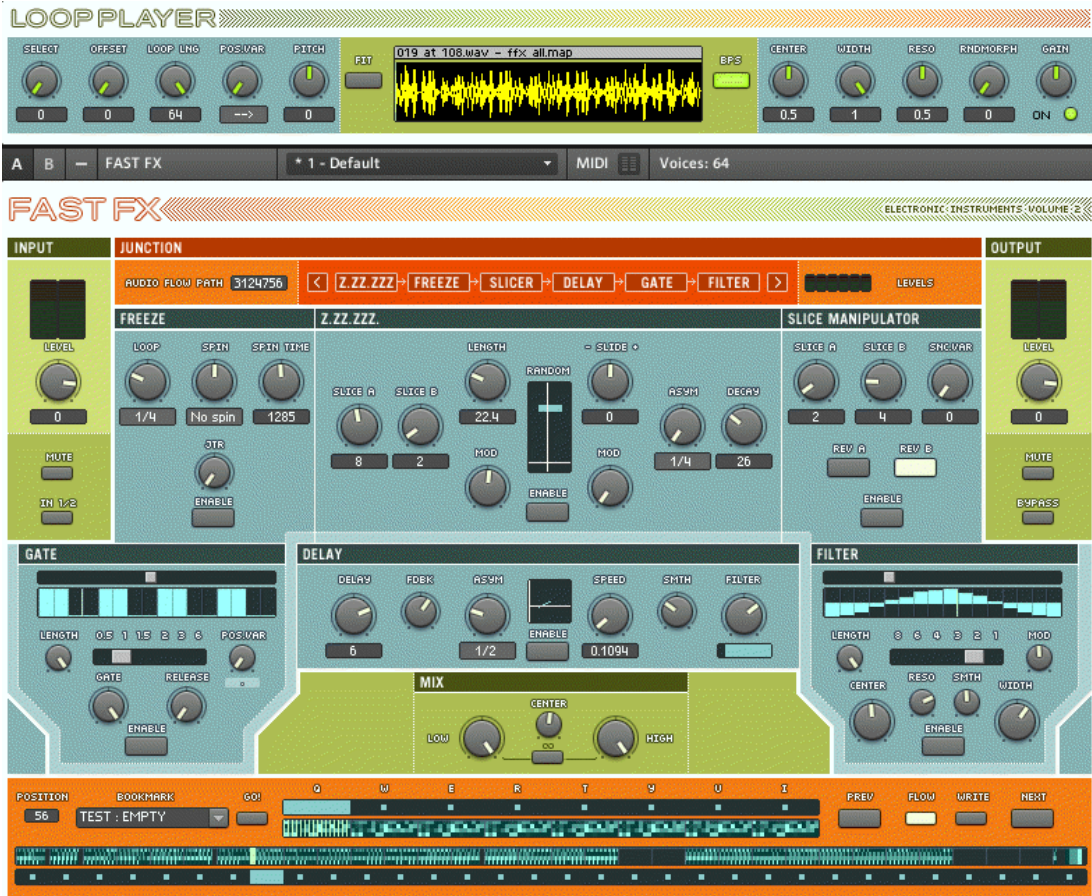 LOOP PLAYER
SELECT OFFSET LOOP LNG POS.VAR PITCH FIT 019 at 108.wav - ffx all.map BPS CENTER WIDTH RESO RNDMORPH GAIN
0 0 64 --> 0 0.5 1 0.5 0 ON
A B — FAST FX * 1 - Default MIDI Voices: 64
FAST FX ELECTRONIC INSTRUMENTS VOLUME 2
INPUT JUNCTION OUTPUT
AUDIO FLOW PATH 3124756 < Z.ZZ.ZZZ FREEZE SLICER DELAY GATE FILTER > LEVELS
FREEZE Z.ZZ.ZZZ. SLICE MANIPULATOR
LEVEL LOOP SPIN SPIN TIME LENGTH - SLIDE + SLICE A SLICE B SNC.VAR LEVEL
RANDOM
SLICE A SLICE B ASYM DECAY
0 1/4 No spin 1285 22.4 0 2 4 0 0
JTR MOD MOD REV A REV B
8 2 1/4 26
MUTE MUTE
ENABLE ENABLE ENABLE
IN 1/2 BYPASS
GATE DELAY FILTER
DELAY FDBK ASYM SPEED SMTH FILTER
LENGTH 0.5 1 1.5 2 3 6 POS.VAR ENABLE LENGTH 8 6 4 3 2 1 MOD
6 1/2 0.1094
GATE RELEASE MIX CENTER RESO SMTH WIDTH
CENTER
ENABLE LOW HIGH ENABLE
∞
POSITION BOOKMARK GO! Q W E R T Y U I PREV FLOW WRITE NEXT
56 TEST : EMPTY